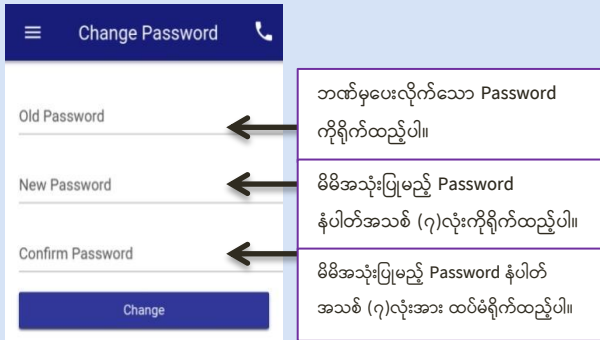 Change Password
Old Password
ဘဏ်မှပေးလိုက်သော Password
ကိုရိုက်ထည့်ပါ။
New Password
မိမိအသုံးပြုမည့် Password
နံပါတ်အသစ် (၇)လုံးကိုရိုက်ထည့်ပါ။
Confirm Password
မိမိအသုံးပြုမည့် Password နံပါတ်
အသစ် (၇)လုံးအား ထပ်မံရိုက်ထည့်ပါ။
Change